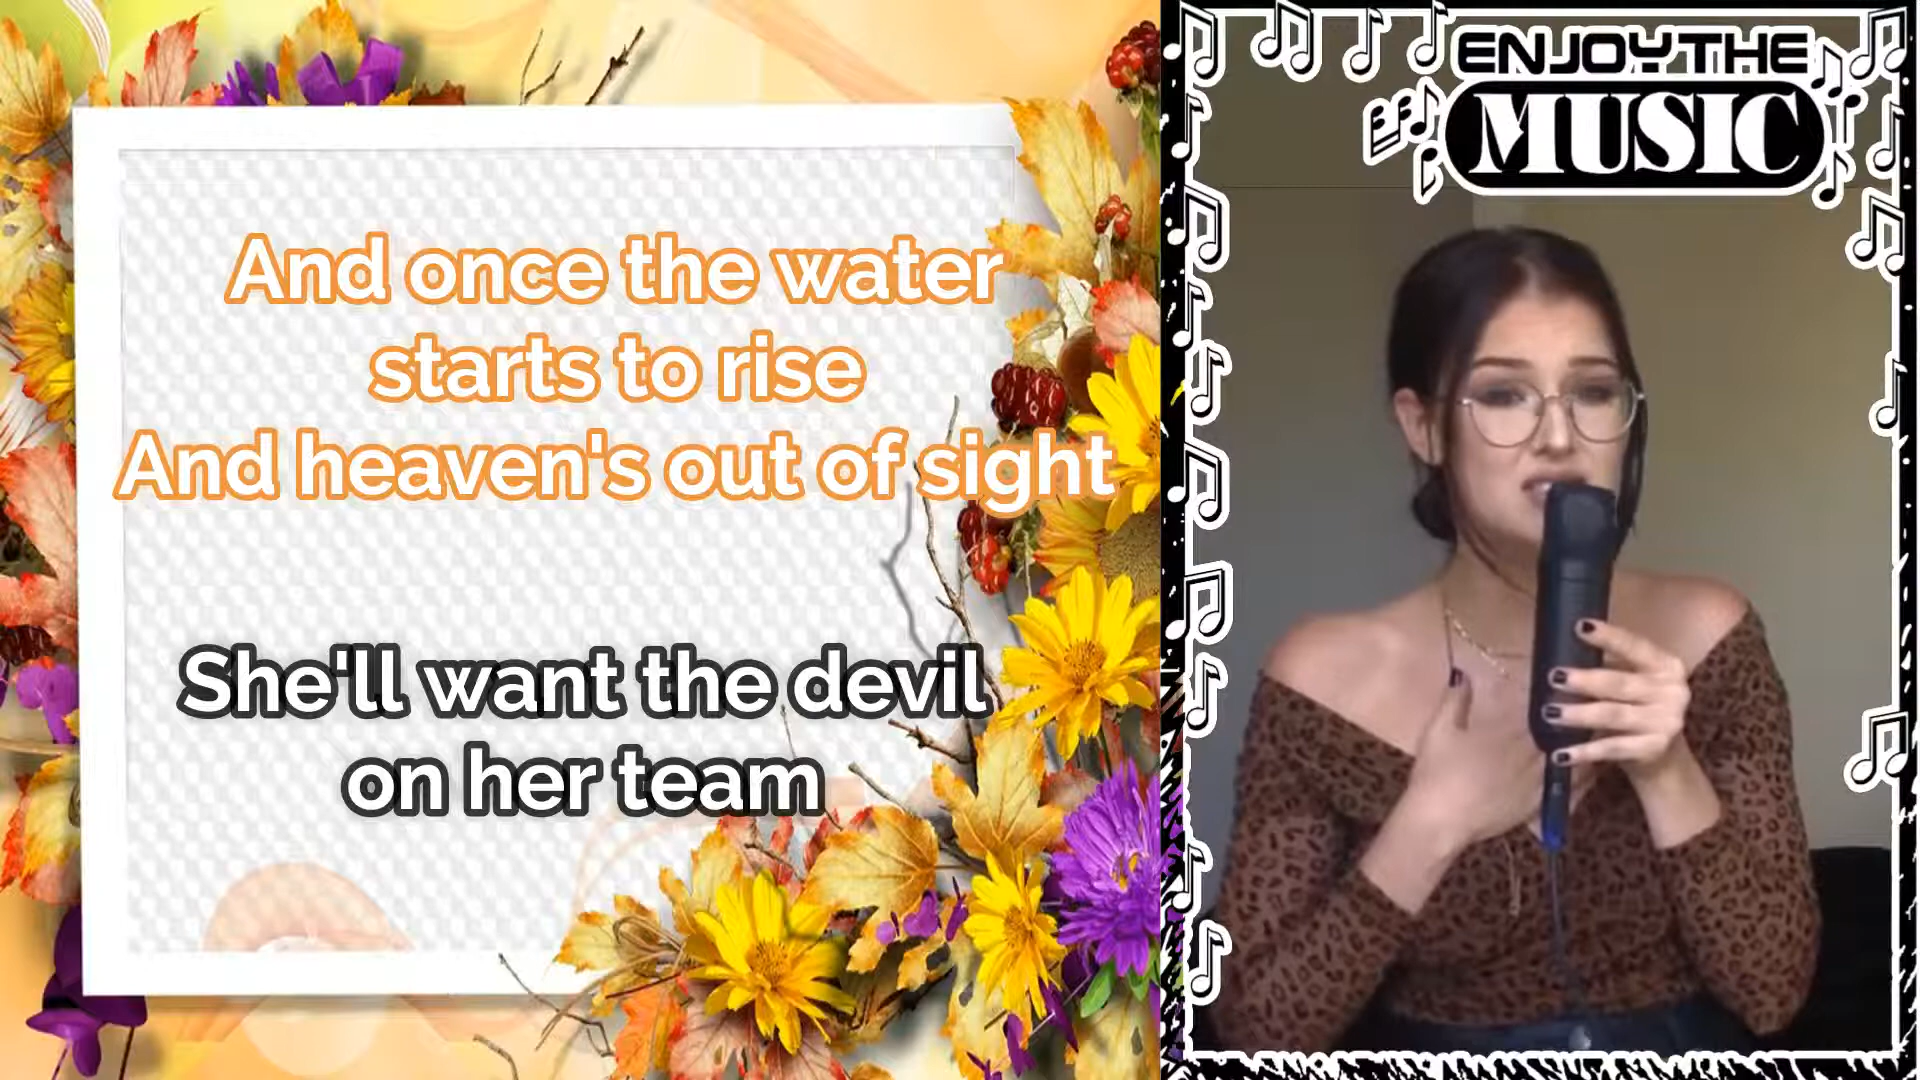 And once the water
starts to rise
And heaven's out of sight
She'll want the devil
on her team
ENJOY THE
MUSIC